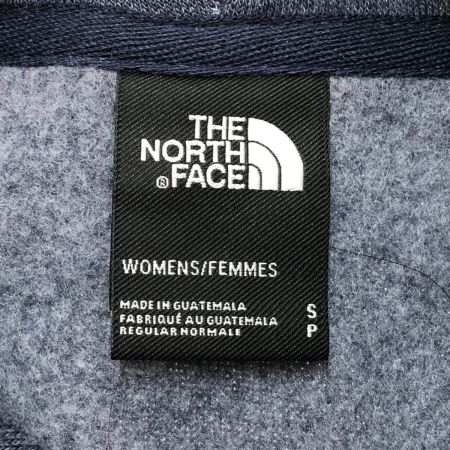 THE
NORTH
®FACE
WOMENS/FEMMES
MADE IN GUATEMALA
FABRIQUÉ AU GUATEMALA
REGULAR NORMALE
S
P